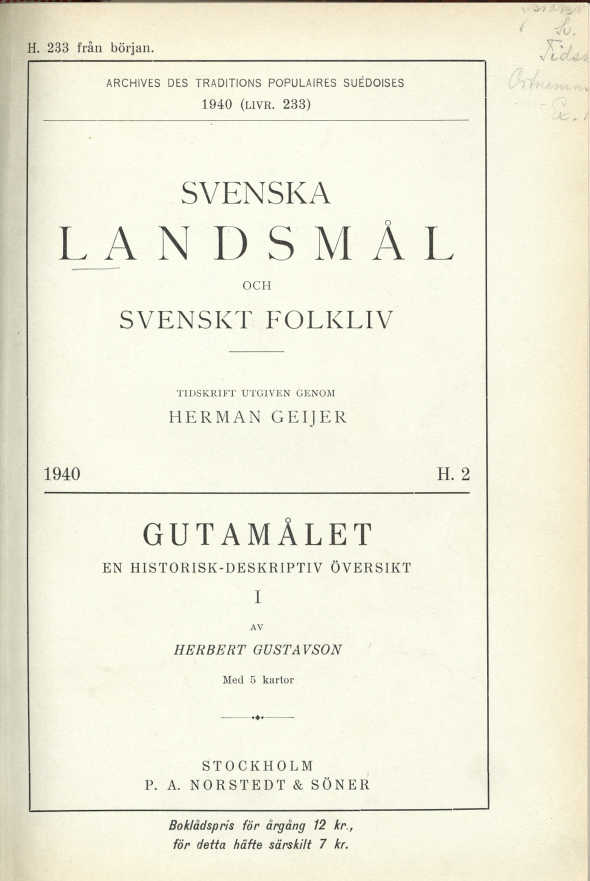 H. 233 från början.
ARCHIVES DES TRADITIONS POPULAIRES SUÉDOISES
1940 (LIVR. 233)
SVENSKA
LANDSMÅL
OCH
SVENSKT FOLKLIV
TIDSKRIFT UTGIVEN GENOM
HERMAN GEIJER
1940 H. 2
GUTAMÅLET
EN HISTORISK-DESKRIPTIV ÖVERSIKT
I
AV
HERBERT GUSTAVSON
Med 5 kartor
STOCKHOLM
P. A. NORSTEDT & SÖNER
Boklådspris för årgång 12 kr.,
för detta häfte särskilt 7 kr.